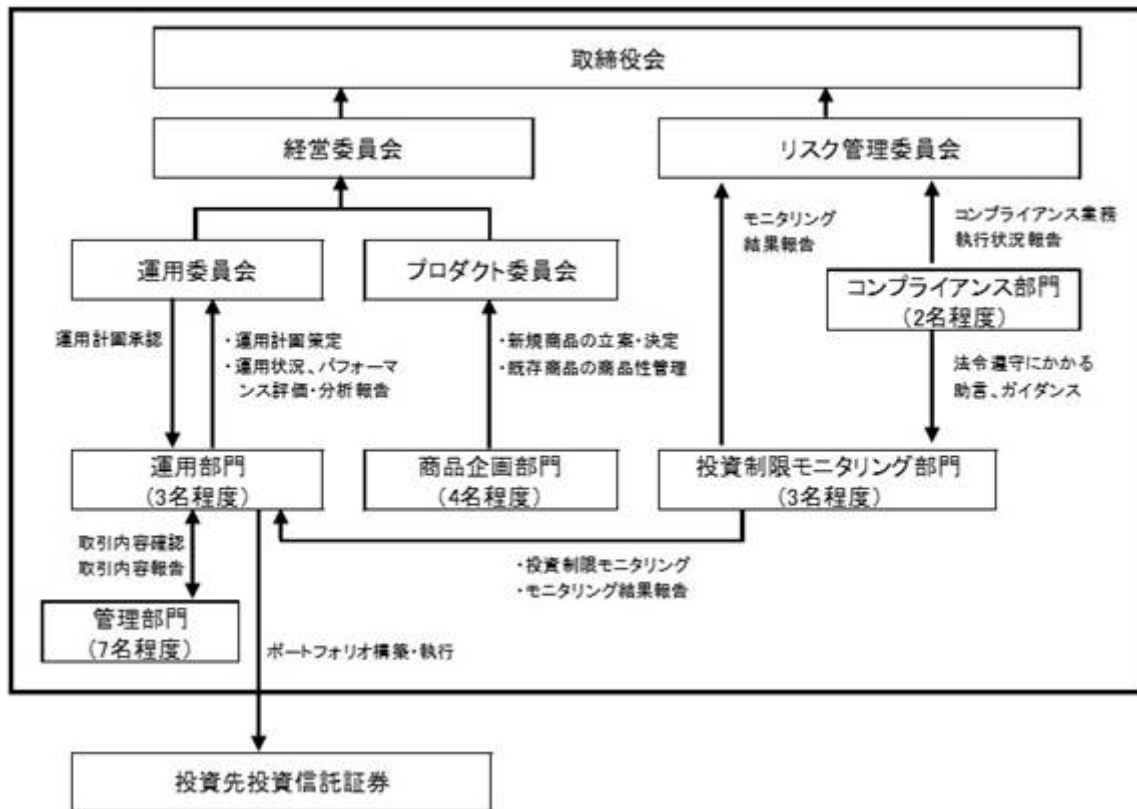 取締役会
経営委員会
リスク管理委員会
モニタリング
結果報告
コンプライアンス業務
執行状況報告
運用委員会
プロダクト委員会
コンプライアンス部門
(2名程度)
運用計画承認
・運用計画策定
・運用状況、パフォーマ
ンス評価・分析報告
・新規商品の立案・決定
・既存商品の商品性管理
法令遵守にかかる
助言、ガイダンス
運用部門
(3名程度)
商品企画部門
(4名程度)
投資制限モニタリング部門
(3名程度)
取引内容確認
取引内容報告
・投資制限モニタリング
・モニタリング結果報告
管理部門
(7名程度)
ポートフォリオ構築・執行
投資先投資信託証券